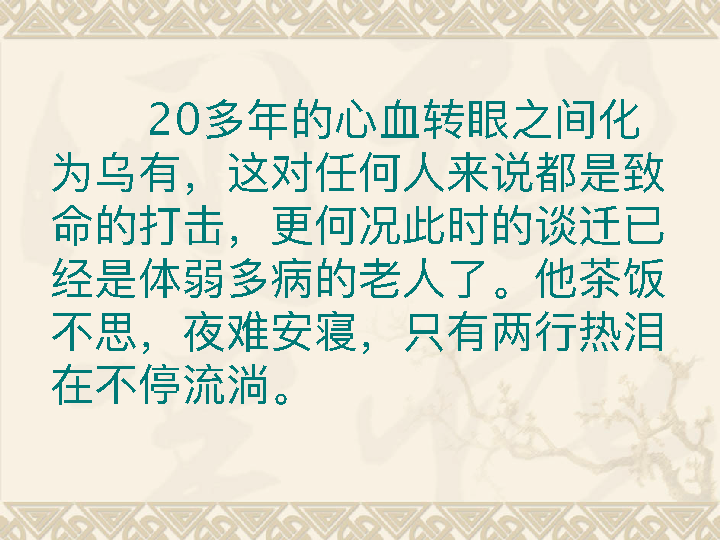 20多年的心血转眼之间化
为乌有，这对任何人来说都是致
命的打击，更何况此时的谈迁已
经是体弱多病的老人了。他茶饭
不思，夜难安寝，只有两行热泪
在不停流淌。